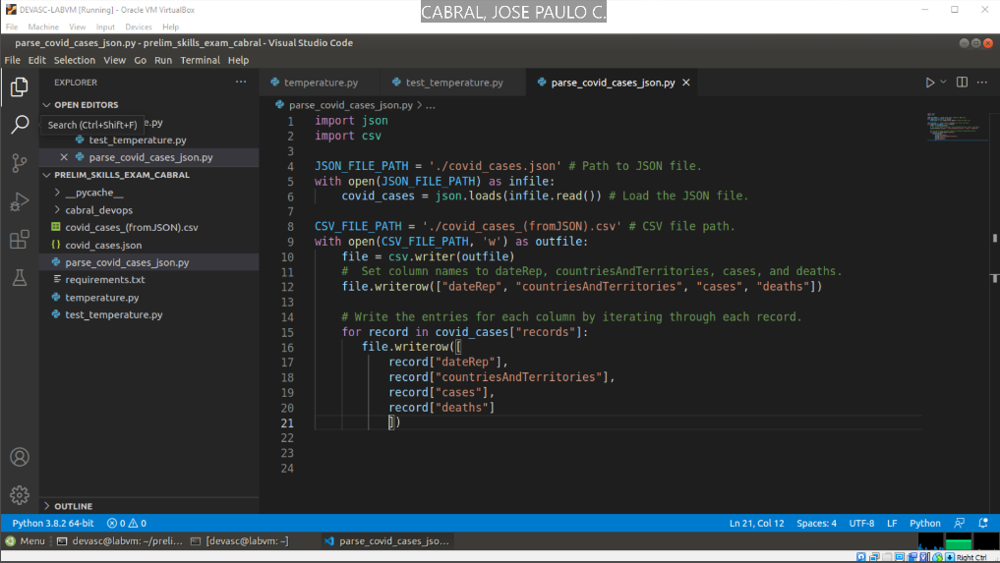 DEVASC-LABVM [Running] - Oracle VM VirtualBox
CABRAL, JOSE PAULO C.
File Machine View Input Devices Help
parse_covid_cases_json.py - prelim_skills_exam_cabral - Visual Studio Code
File Edit Selection View Go Run Terminal Help
EXPLORER
temperature.py
test_temperature.py
parse_covid_cases_json.py
OPEN EDITORS
Search (Ctrl+Shift+F)
e.py
test_temperature.py
parse_covid_cases_json.py
PRELIM_SKILLS_EXAM_CABRAL
__pycache__
cabral_devops
covid_cases_(fromJSON).csv
covid_cases.json
parse_covid_cases_json.py
requirements.txt
temperature.py
test_temperature.py
OUTLINE
parse_covid_cases_json.py > ...
1 import json
2 import csv
3
4 JSON_FILE_PATH = './covid_cases.json' # Path to JSON file.
5 with open(JSON_FILE_PATH) as infile:
6     covid_cases = json.loads(infile.read()) # Load the JSON file.
7
8 CSV_FILE_PATH = './covid_cases_(fromJSON).csv' # CSV file path.
9 with open(CSV_FILE_PATH, 'w') as outfile:
10     file = csv.writer(outfile)
11     #  Set column names to dateRep, countriesAndTerritories, cases, and deaths.
12     file.writerow(["dateRep", "countriesAndTerritories", "cases", "deaths"])
13
14     # Write the entries for each column by iterating through each record.
15     for record in covid_cases["records"]:
16        file.writerow([
17            record["dateRep"],
18            record["countriesAndTerritories"],
19            record["cases"],
20            record["deaths"]
21            ])
22
23
24
Python 3.8.2 64-bit 0 0 Ln 21, Col 12 Spaces: 4 UTF-8 LF Python
Menu devasc@labvm: ~/preli... [devasc@labvm: ~] parse_covid_cases_jso...
Right Ctrl